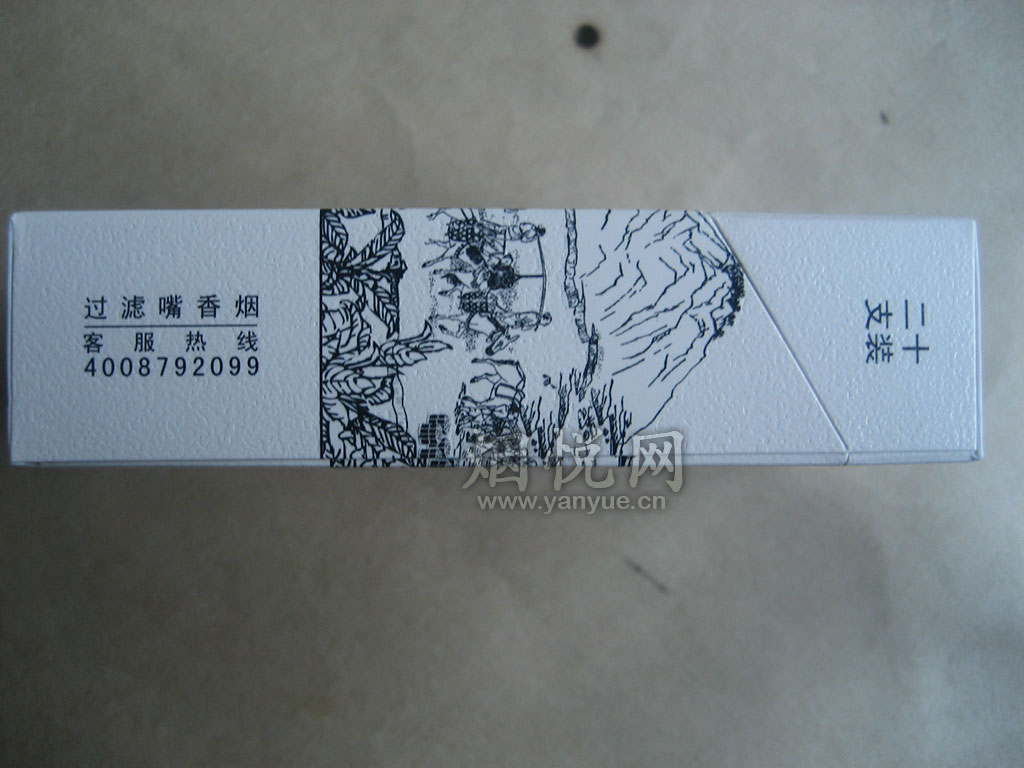 过滤嘴香烟
客服热线
4008792099
二十
支装
烟悦网
www.yanyue.cn